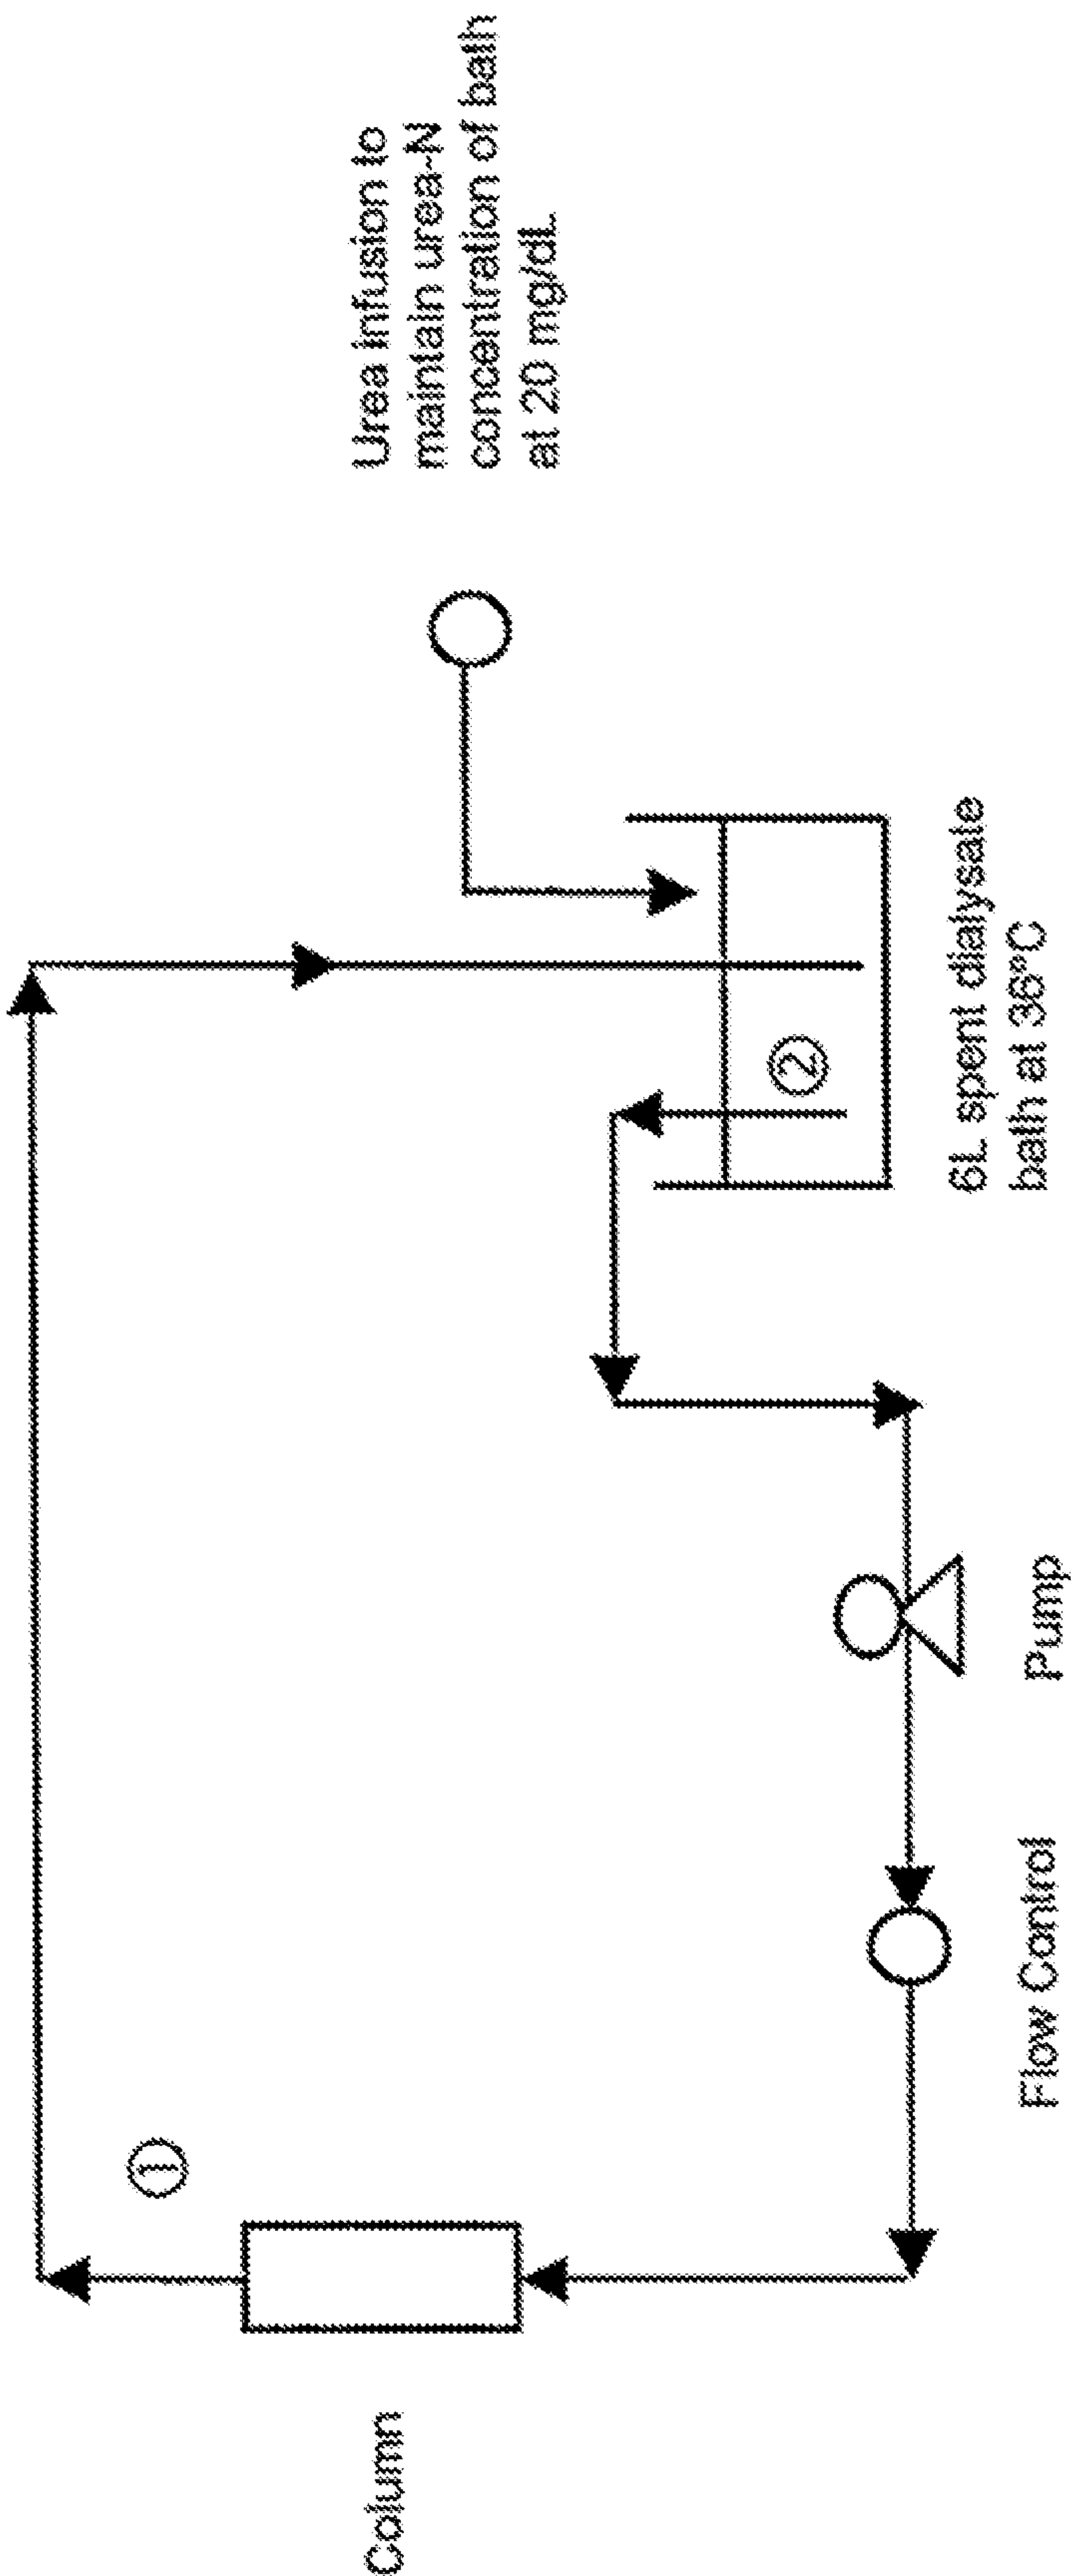 Urea infusion to
maintain urea-N
concentration of bath
at 20 mg/dL
①
②
Column
6L spent dialysate
bath at 36°C
Flow Control
Pump